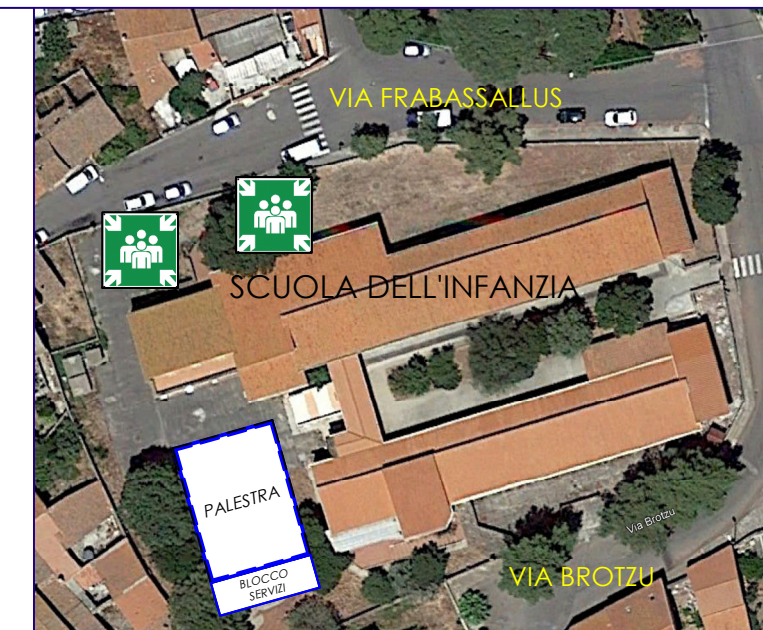 VIA FRABASSALLUS
SCUOLA DELL'INFANZIA
PALESTRA
BLOCCO
SERVIZI
Via Brotzu
VIA BROTZU